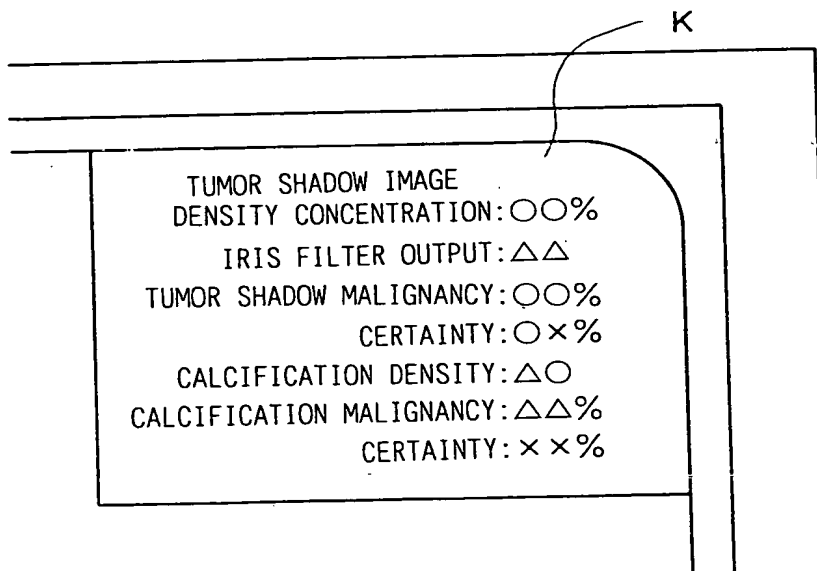 K
TUMOR SHADOW IMAGE
DENSITY CONCENTRATION:○○%
IRIS FILTER OUTPUT:△△
TUMOR SHADOW MALIGNANCY:○○%
CERTAINTY:○×%
CALCIFICATION DENSITY:△○
CALCIFICATION MALIGNANCY:△△%
CERTAINTY:××%